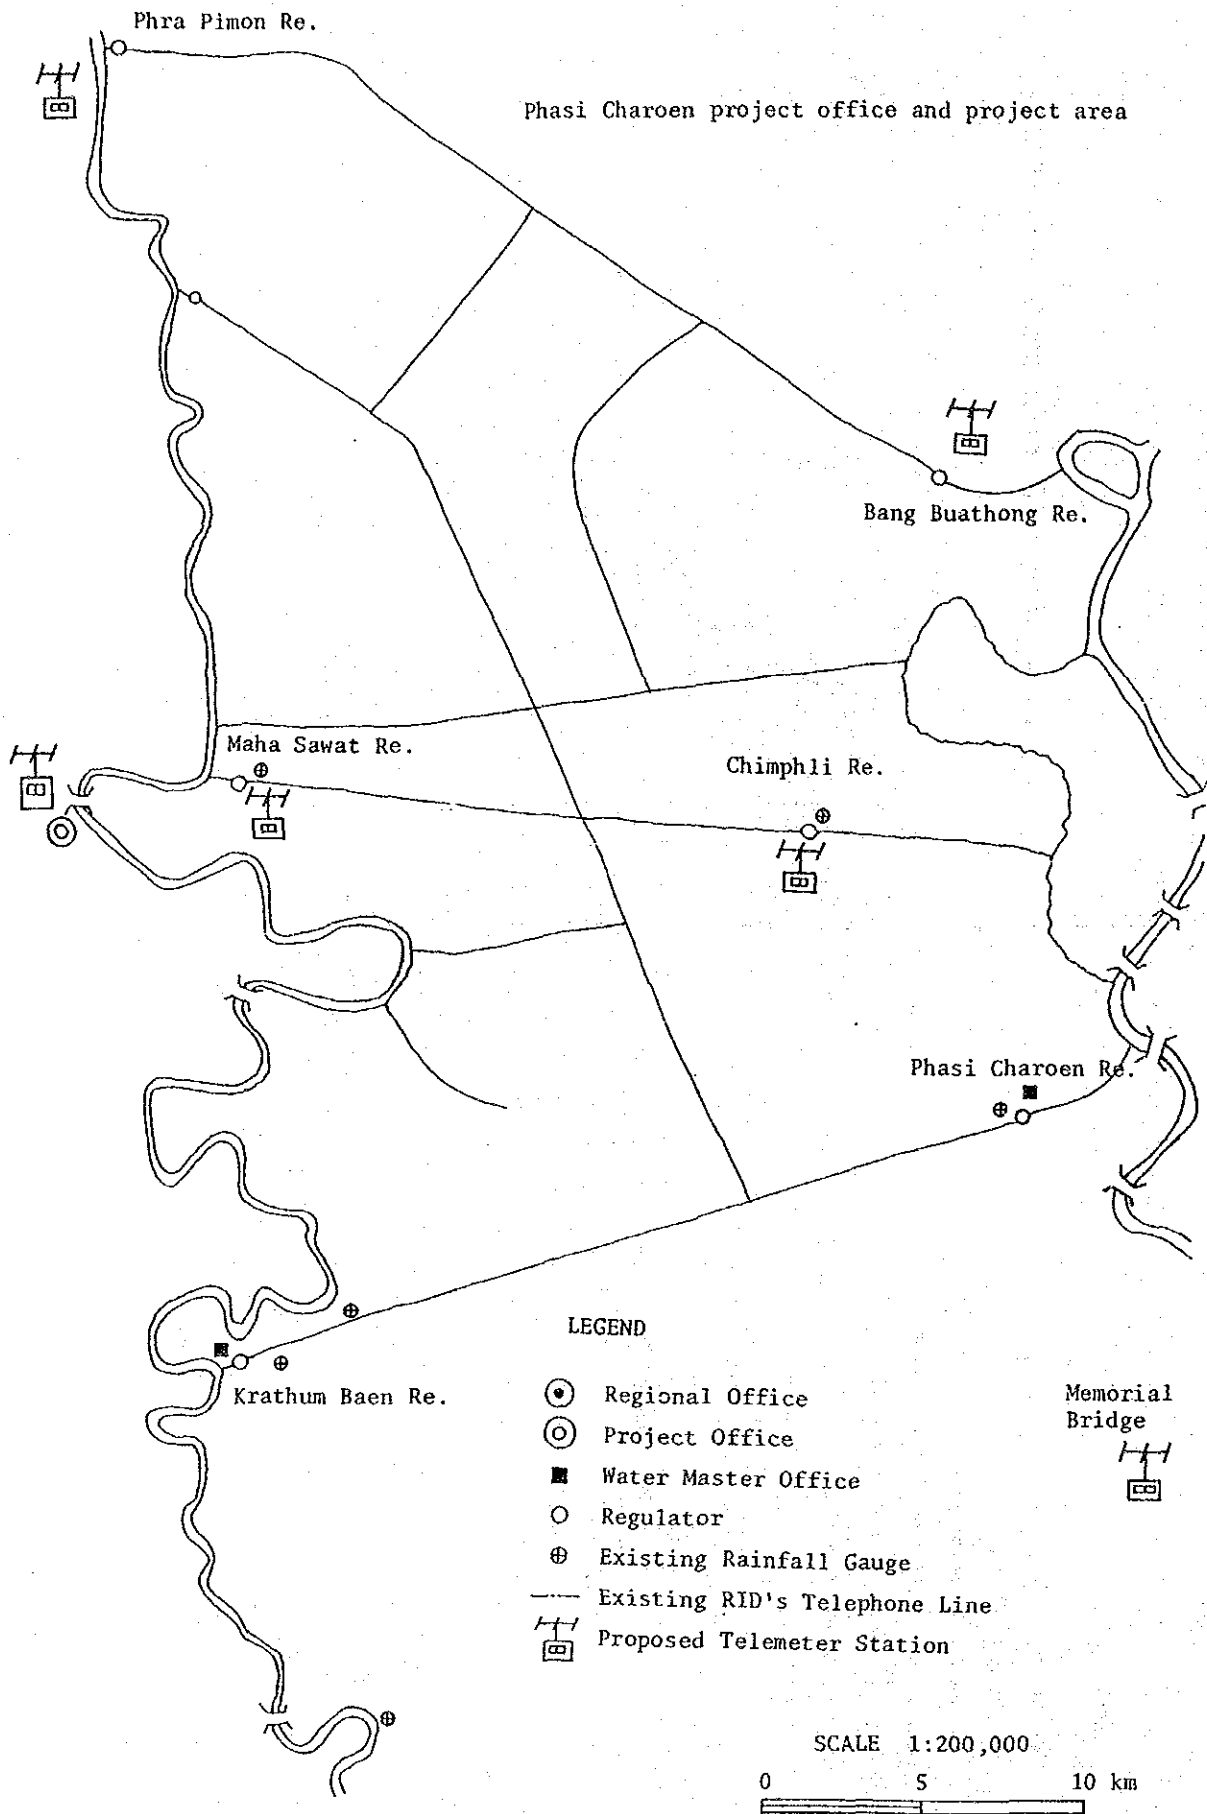 Phra Pimon Re.
Phasi Charoen project office and project area
Bang Buathong Re.
Maha Sawat Re.
Chimphli Re.
Phasi Charoen Re.
Krathum Baen Re.
LEGEND
Regional Office
Project Office
Water Master Office
Regulator
Existing Rainfall Gauge
Existing RID's Telephone Line
Proposed Telemeter Station
Memorial
Bridge
SCALE 1:200,000
0 5 10 km